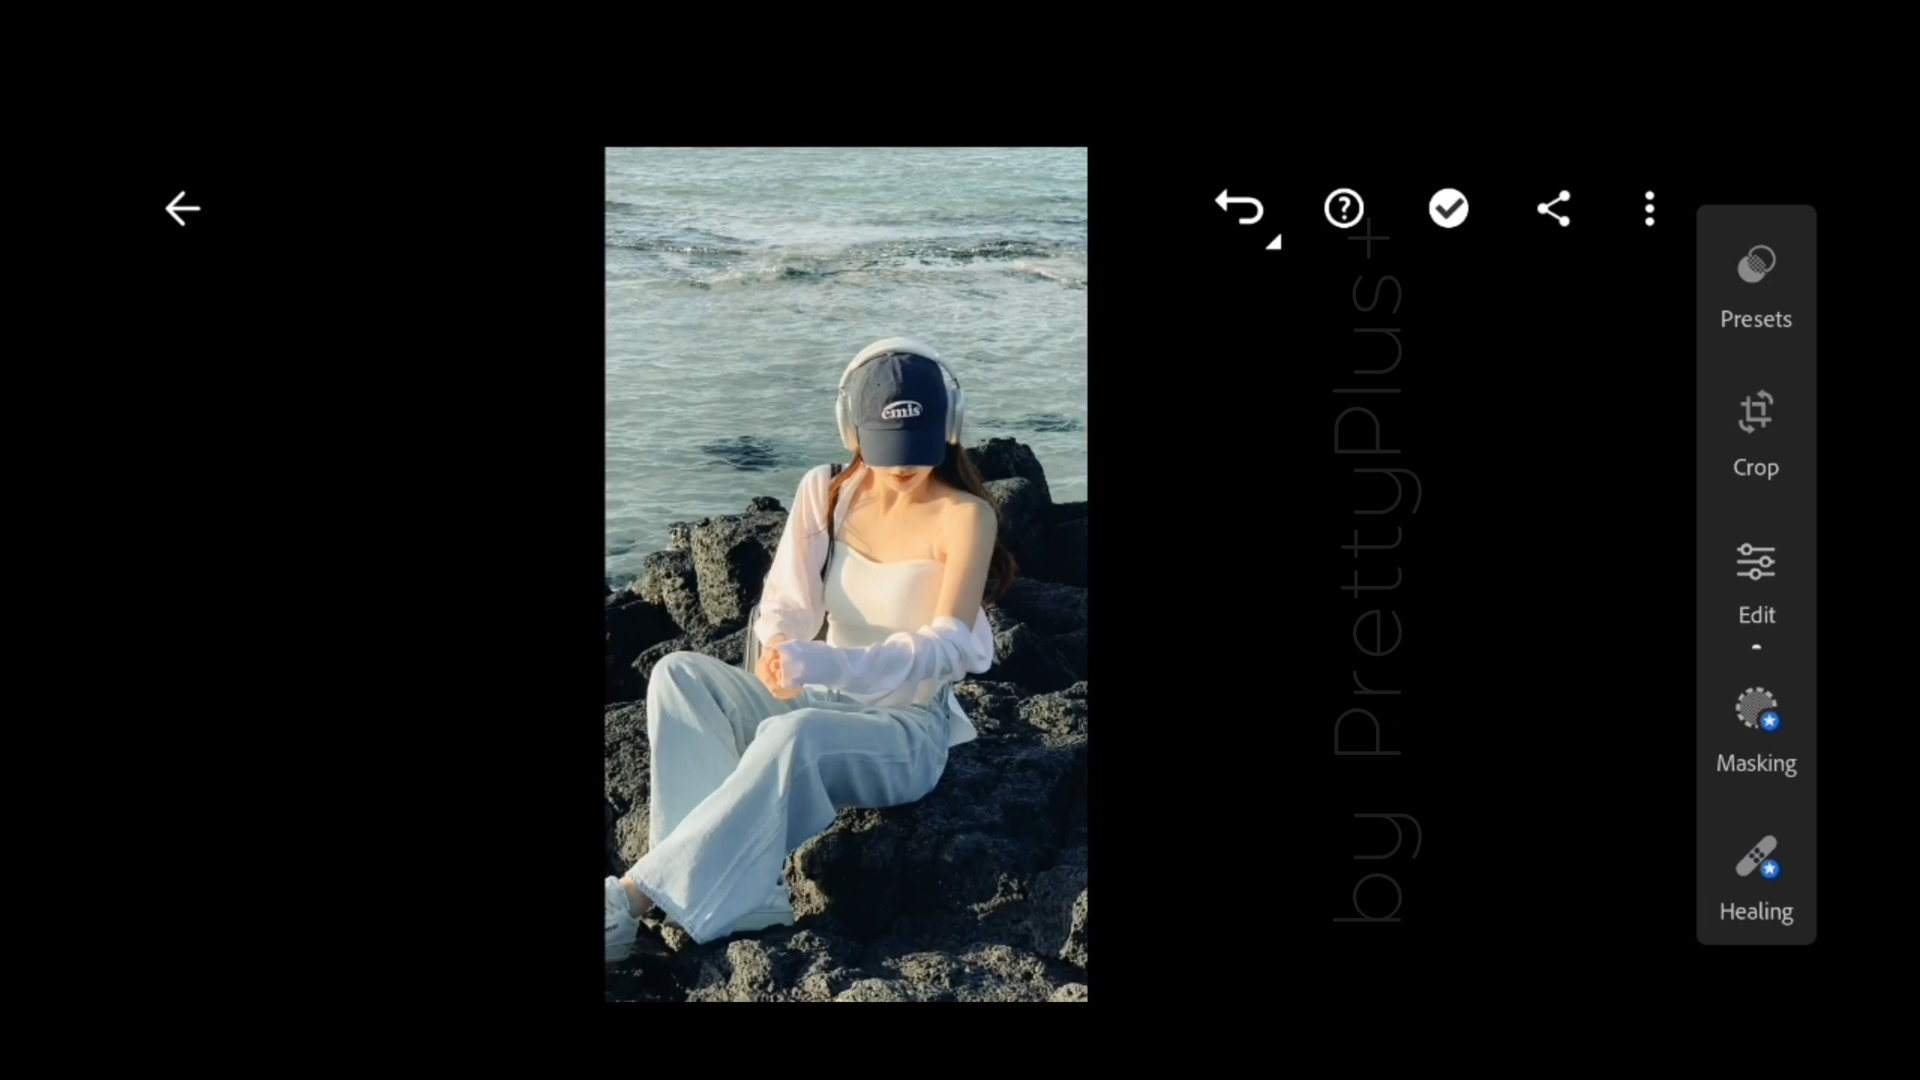 emis
by PrettyPlus+
Presets
Crop
Edit
Masking
Healing